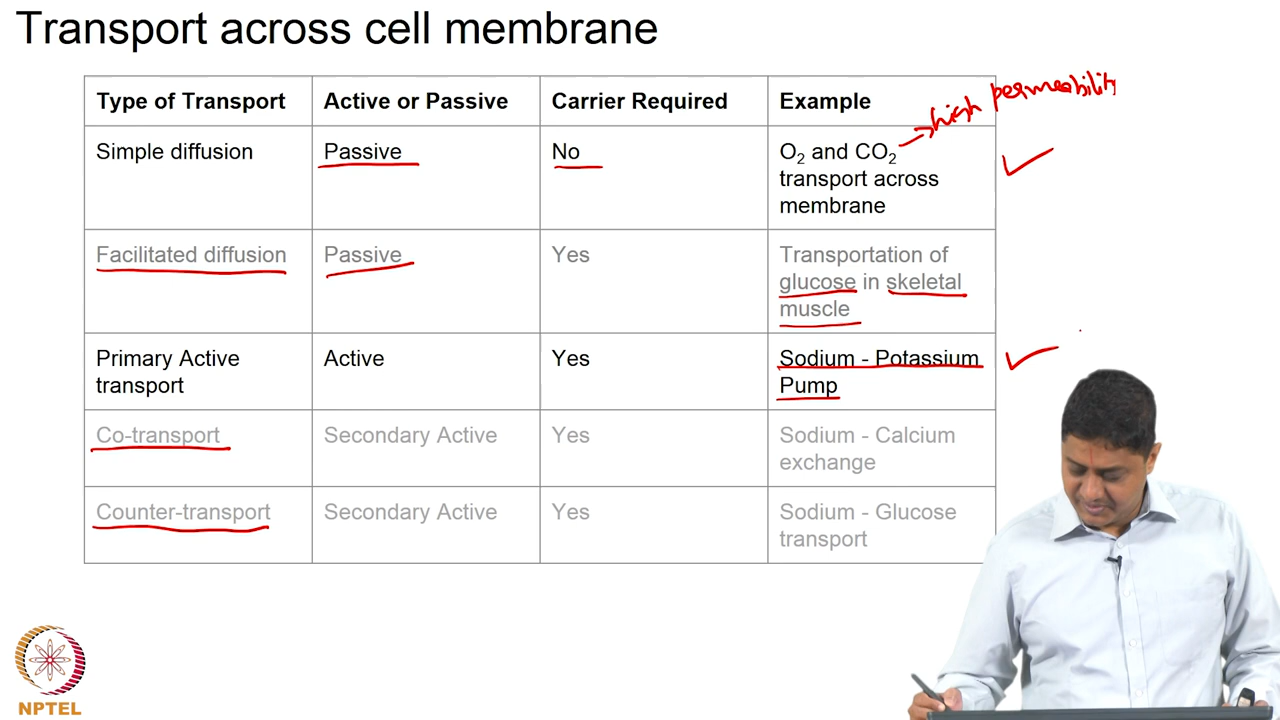 Transport across cell membrane
Type of Transport Active or Passive Carrier Required Example
high permeability
Simple diffusion Passive No O₂ and CO₂
transport across
membrane
Facilitated diffusion Passive Yes Transportation of
glucose in skeletal
muscle
Primary Active Active Yes Sodium - Potassium
transport Pump
Co-transport Secondary Active Yes Sodium - Calcium
exchange
Counter-transport Secondary Active Yes Sodium - Glucose
transport
NPTEL